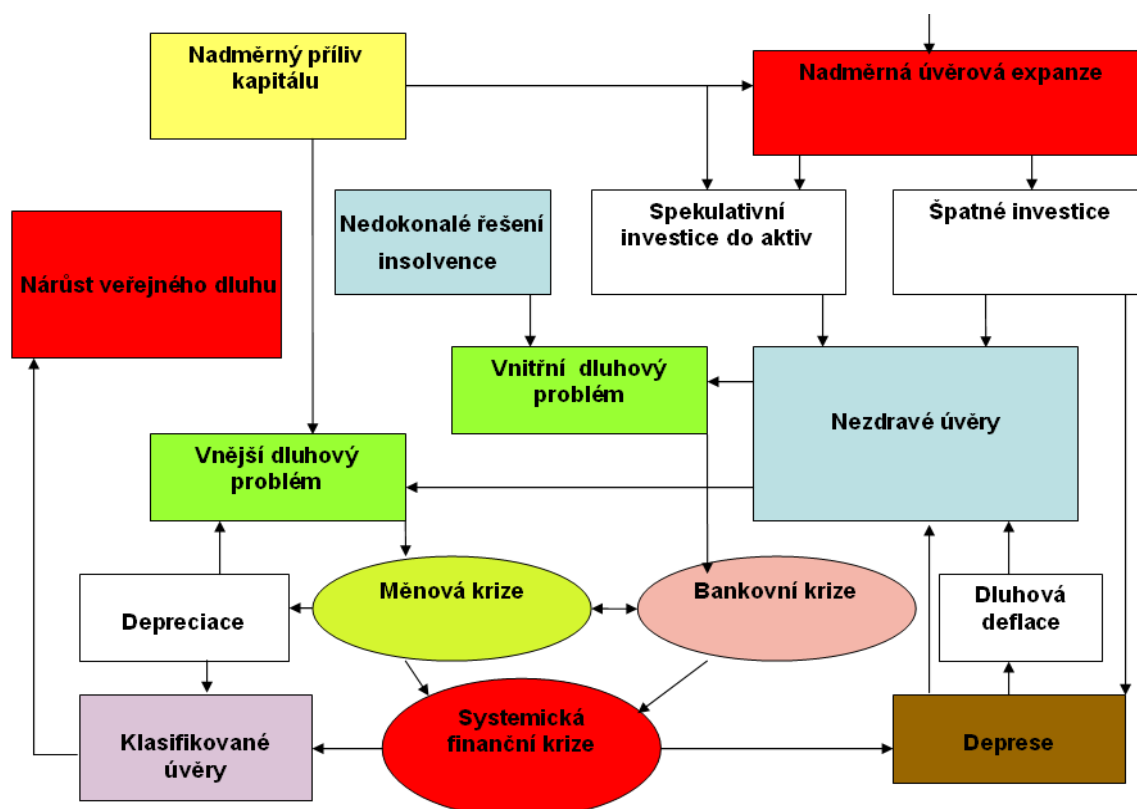 Nadměrný příliv
kapitálu
Nadměrná úvěrová expanze
Nedokonalé řešení
insolvence
Spekulativní
investice do aktiv
Špatné investice
Nárůst veřejného dluhu
Vnitřní dluhový
problém
Nezdravé úvěry
Vnější dluhový
problém
Měnová krize
Bankovní krize
Dluhová
deflace
Depreciace
Systemická
finanční krize
Klasifikované
úvěry
Deprese